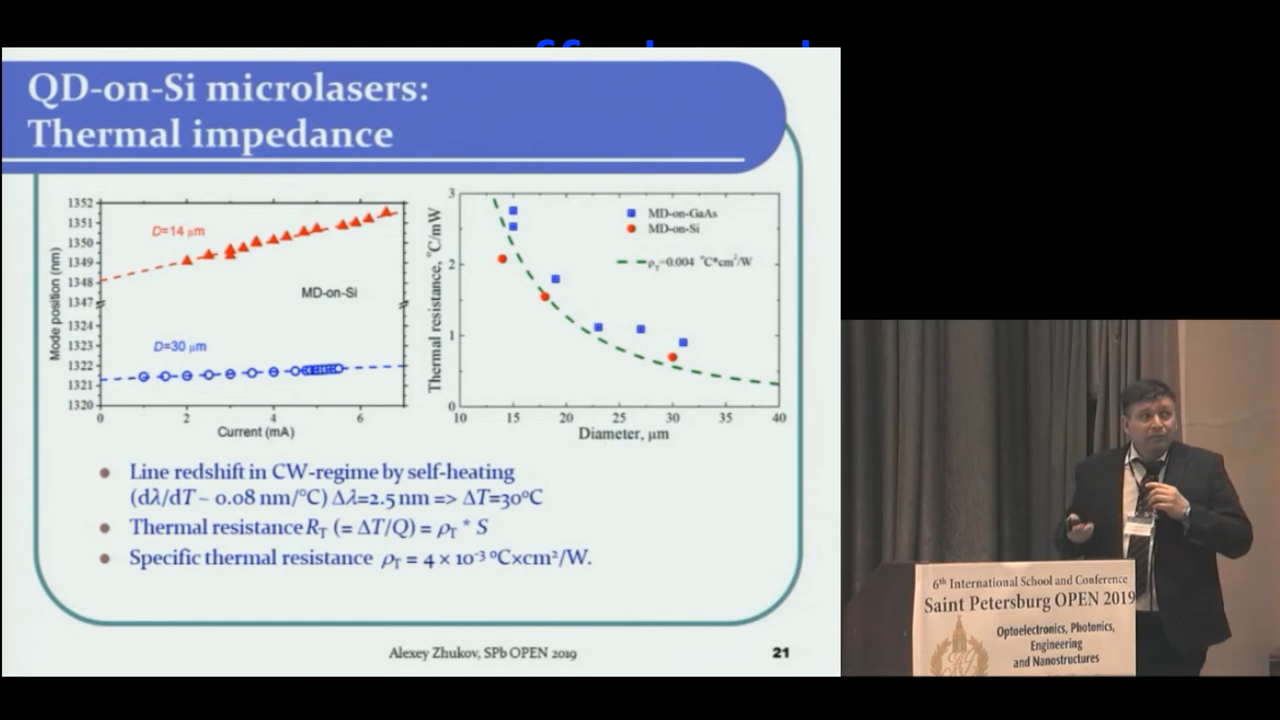 QD-on-Si microlasers:
Thermal impedance
1352
1351
1350
1349
1348
1347
1324
1323
1322
1321
1320
Mode position (nm)
D=14 μm
MD-on-Si
D=30 μm
0 2 4 6
Current (mA)
3
2
1
0
Thermal resistance, °C/mW
MD-on-GaAs
MD-on-Si
ρT=0.004 °C*cm²/W
10 15 20 25 30 35 40
Diameter, μm
Line redshift in CW-regime by self-heating
(dλ/dT ~ 0.08 nm/°C) Δλ=2.5 nm => ΔT=30°C
Thermal resistance RT (= ΔT/Q) = ρT * S
Specific thermal resistance ρT = 4 × 10⁻³ °C×cm²/W.
Alexey Zhukov, SPb OPEN 2019
21
6th International School and Conference
Saint Petersburg OPEN 2019
Optoelectronics, Photonics,
Engineering
and Nanostructures